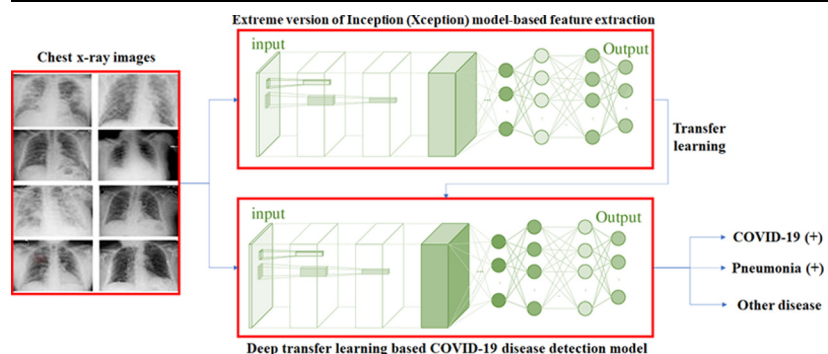 Extreme version of Inception (Xception) model-based feature extraction
Chest x-ray images
input
Output
Transfer
learning
input
Output
COVID-19 (+)
Pneumonia (+)
Other disease
Deep transfer learning based COVID-19 disease detection model